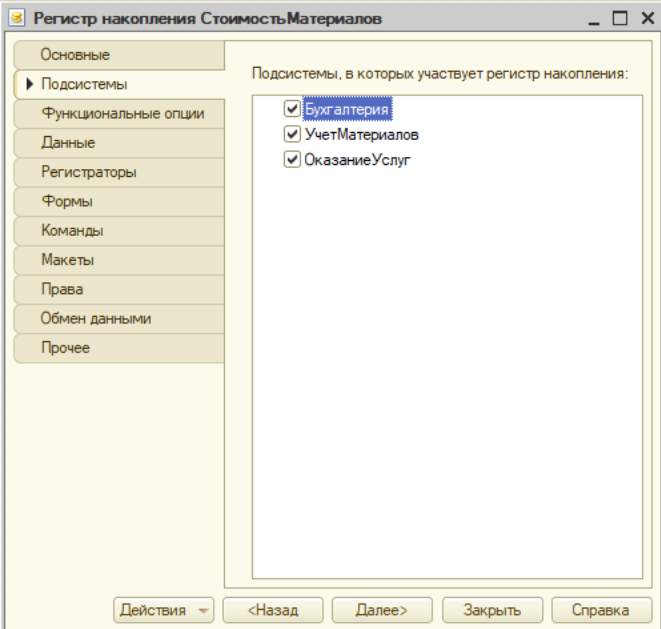 Регистр накопления СтоимостьМатериалов
Основные
Подсистемы
Функциональные опции
Данные
Регистраторы
Формы
Команды
Макеты
Права
Обмен данными
Прочее
Подсистемы, в которых участвует регистр накопления:
Бухгалтерия
УчетМатериалов
ОказаниеУслуг
Действия <Назад Далее> Закрыть Справка